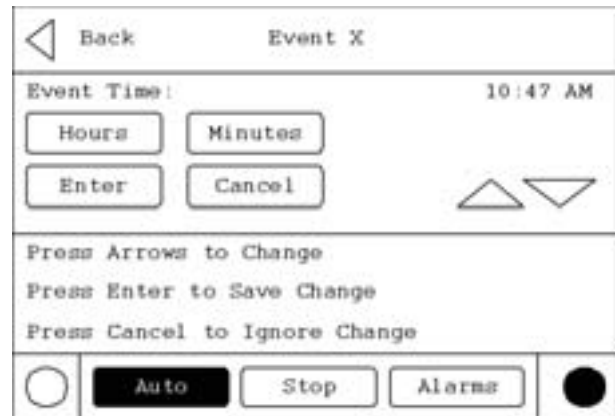 Back Event X
Event Time: 10:47 AM
Hours Minutes
Enter Cancel
Press Arrows to Change
Press Enter to Save Change
Press Cancel to Ignore Change
Auto Stop Alarms